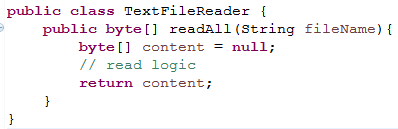 public class TextFileReader {
    public byte[] readAll(String fileName){
        byte[] content = null;
        // read logic
        return content;
    }
}